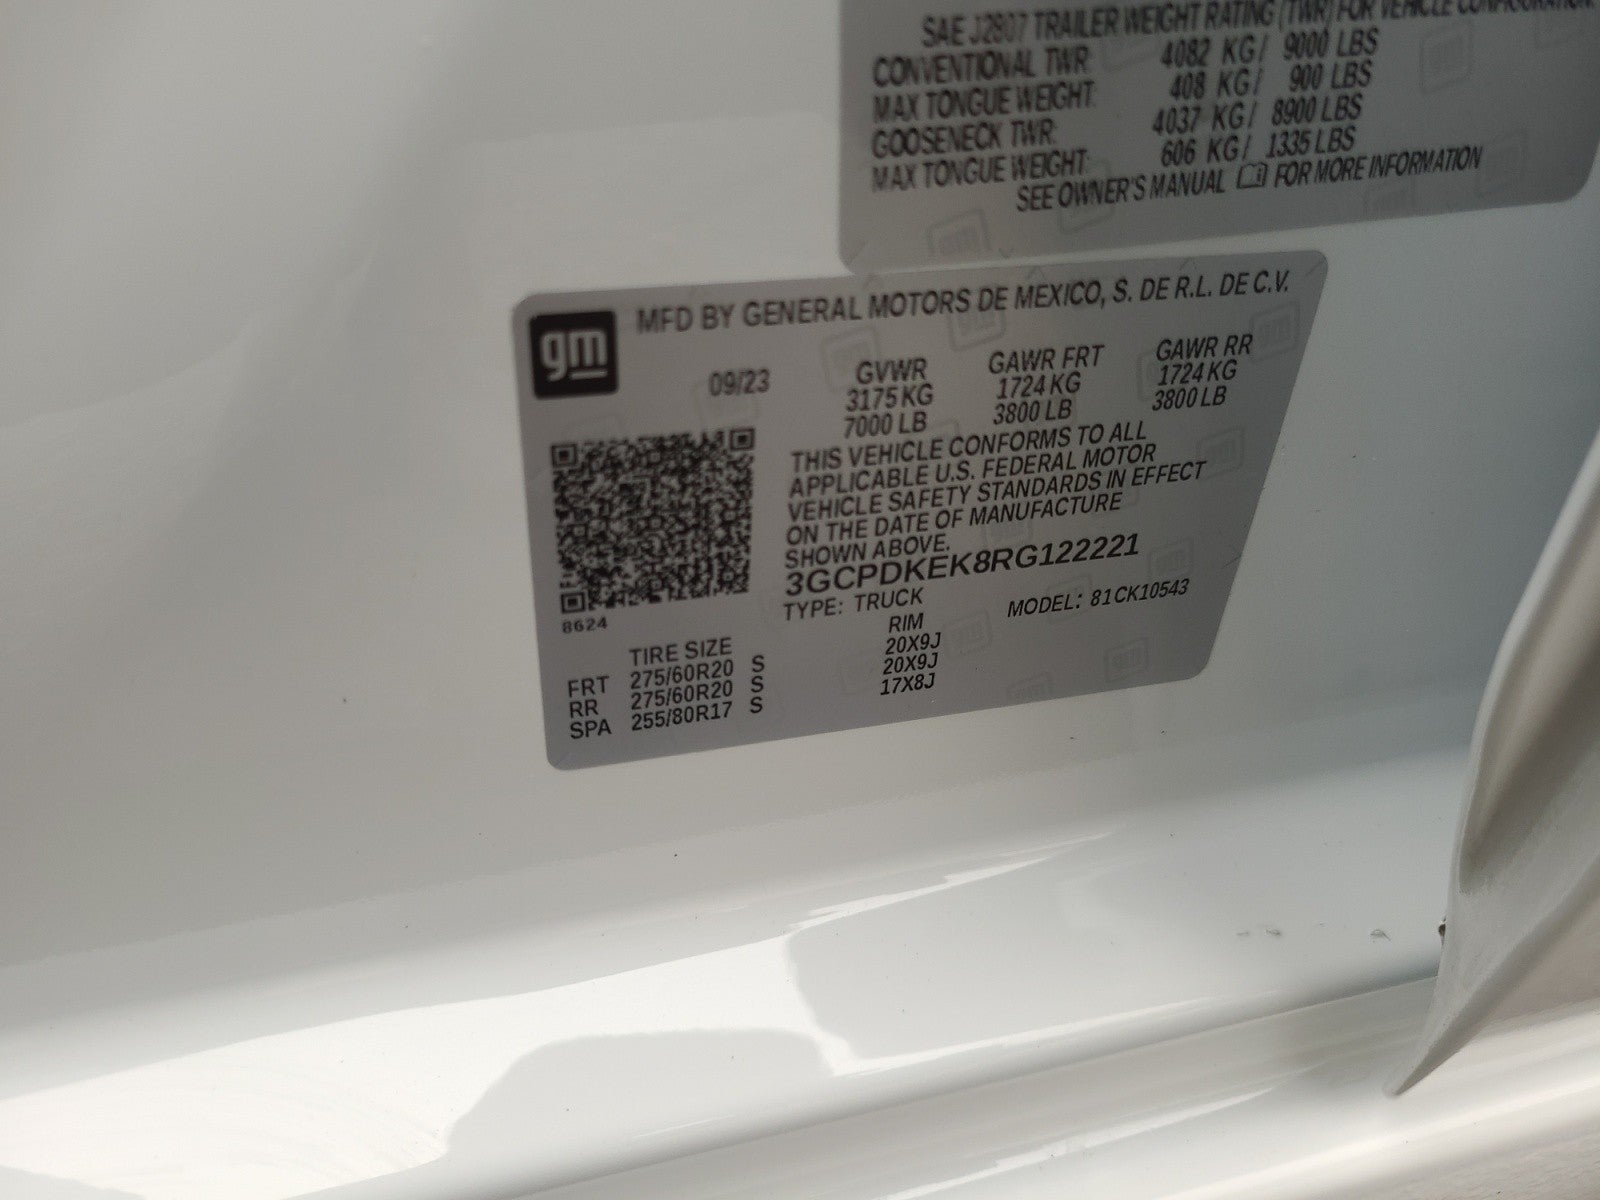 SAE J2807 TRAILER WEIGHT RATING (TWR) FOR VEHICLE CONFIGURATION.
CONVENTIONAL TWR: 4082 KG/ 9000 LBS
MAX TONGUE WEIGHT: 408 KG/ 900 LBS
GOOSENECK TWR: 4037 KG/ 8900 LBS
MAX TONGUE WEIGHT: 606 KG/ 1335 LBS
SEE OWNER'S MANUAL FOR MORE INFORMATION
gm MFD BY GENERAL MOTORS DE MEXICO, S. DE R.L. DE C.V.
09/23 GVWR GAWR FRT GAWR RR
3175 KG 1724 KG 1724 KG
7000 LB 3800 LB 3800 LB
THIS VEHICLE CONFORMS TO ALL
APPLICABLE U.S. FEDERAL MOTOR
VEHICLE SAFETY STANDARDS IN EFFECT
ON THE DATE OF MANUFACTURE
SHOWN ABOVE.
3GCPDKEK8RG122221
TYPE: TRUCK MODEL: 81CK10543
8624
TIRE SIZE RIM
FRT 275/60R20 S 20X9J
RR 275/60R20 S 20X9J
SPA 255/80R17 S 17X8J